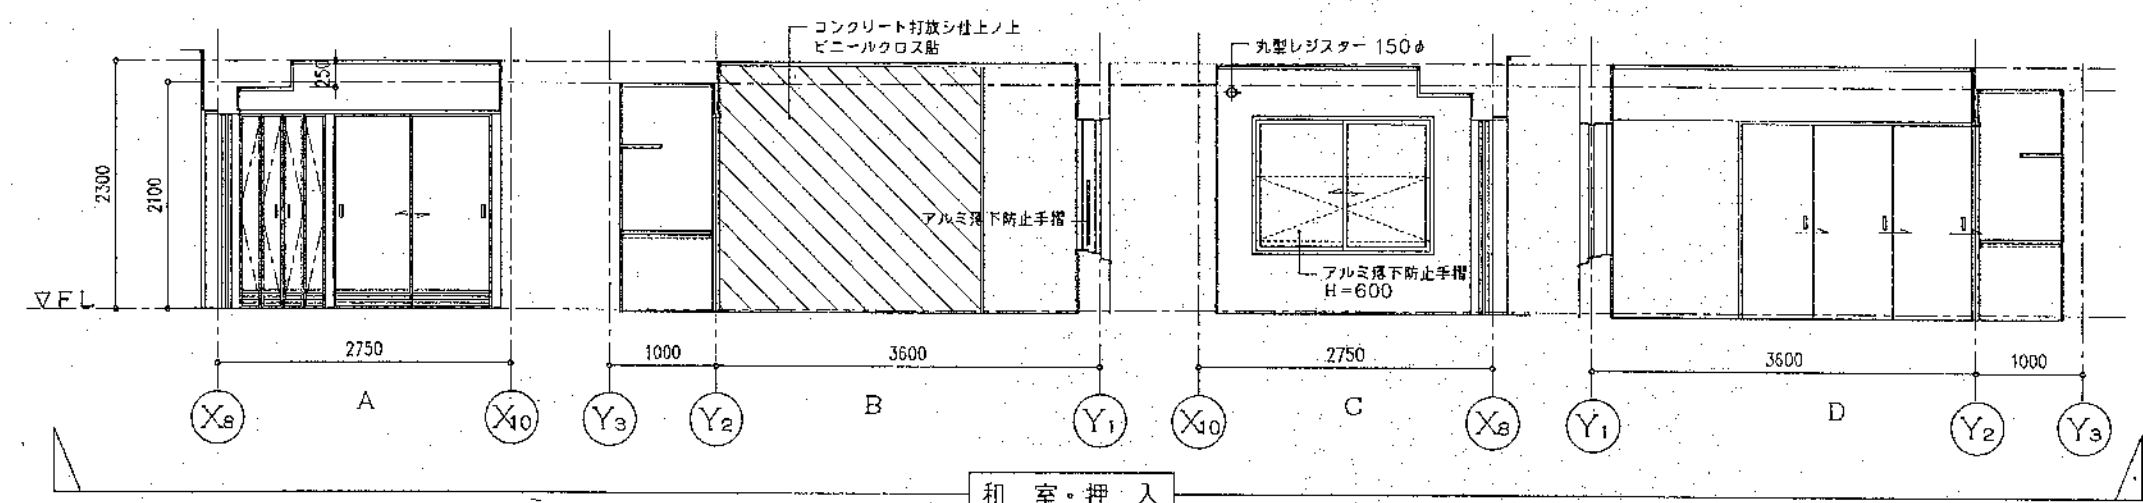 コンクリート打放シ仕上ノ上
ビニールクロス貼
丸型レジスター 150φ
250
2300
2100
アルミ落下防止手摺
アルミ落下防止手摺
H=600
▽FL
2750
1000
3600
2750
3600
1000
X8
A
X10
Y3
Y2
B
Y1
X10
C
X8
Y1
D
Y2
Y3
和室・押入